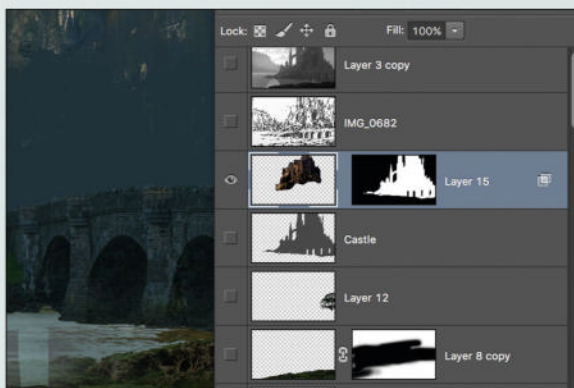 Lock: Fill: 100%
Layer 3 copy
IMG_0682
Layer 15
Castle
Layer 12
Layer 8 copy